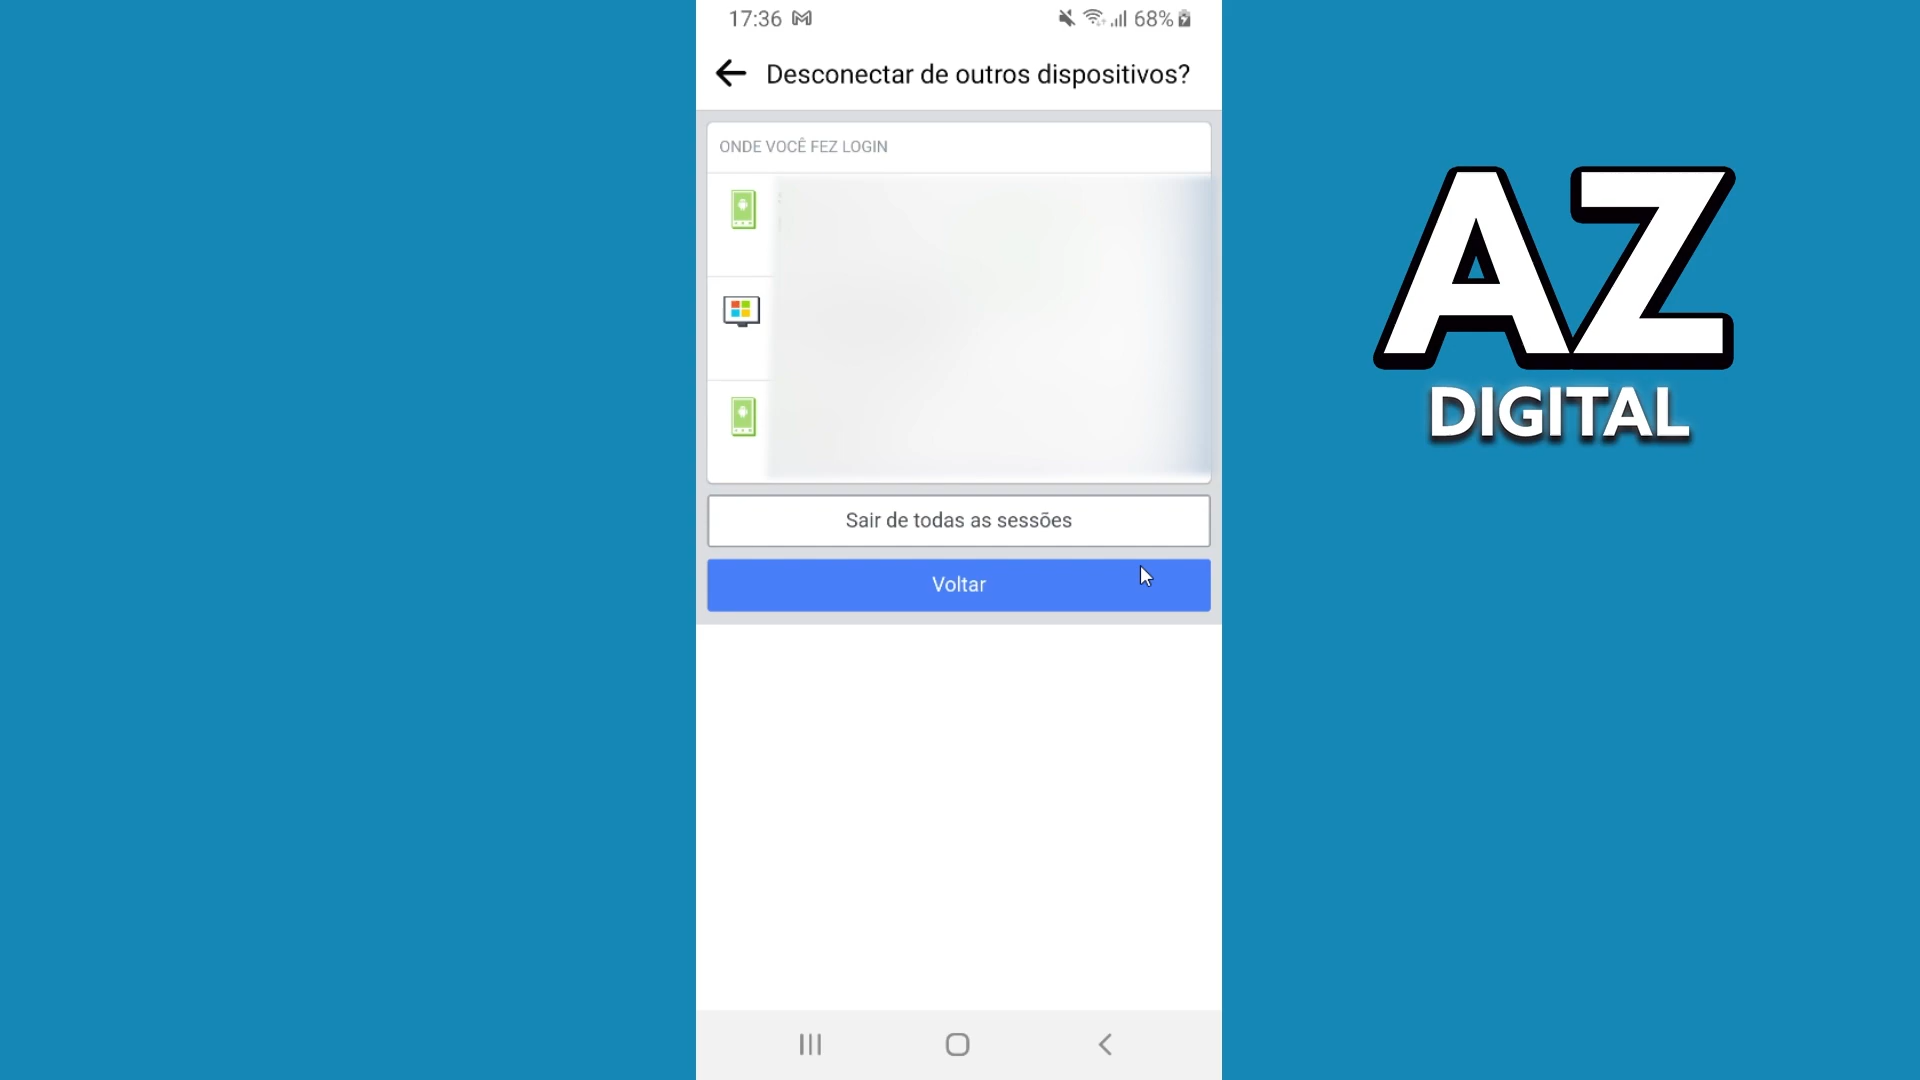 17:36
68%
Desconectar de outros dispositivos?
ONDE VOCÊ FEZ LOGIN
Sair de todas as sessões
Voltar
AZ
DIGITAL